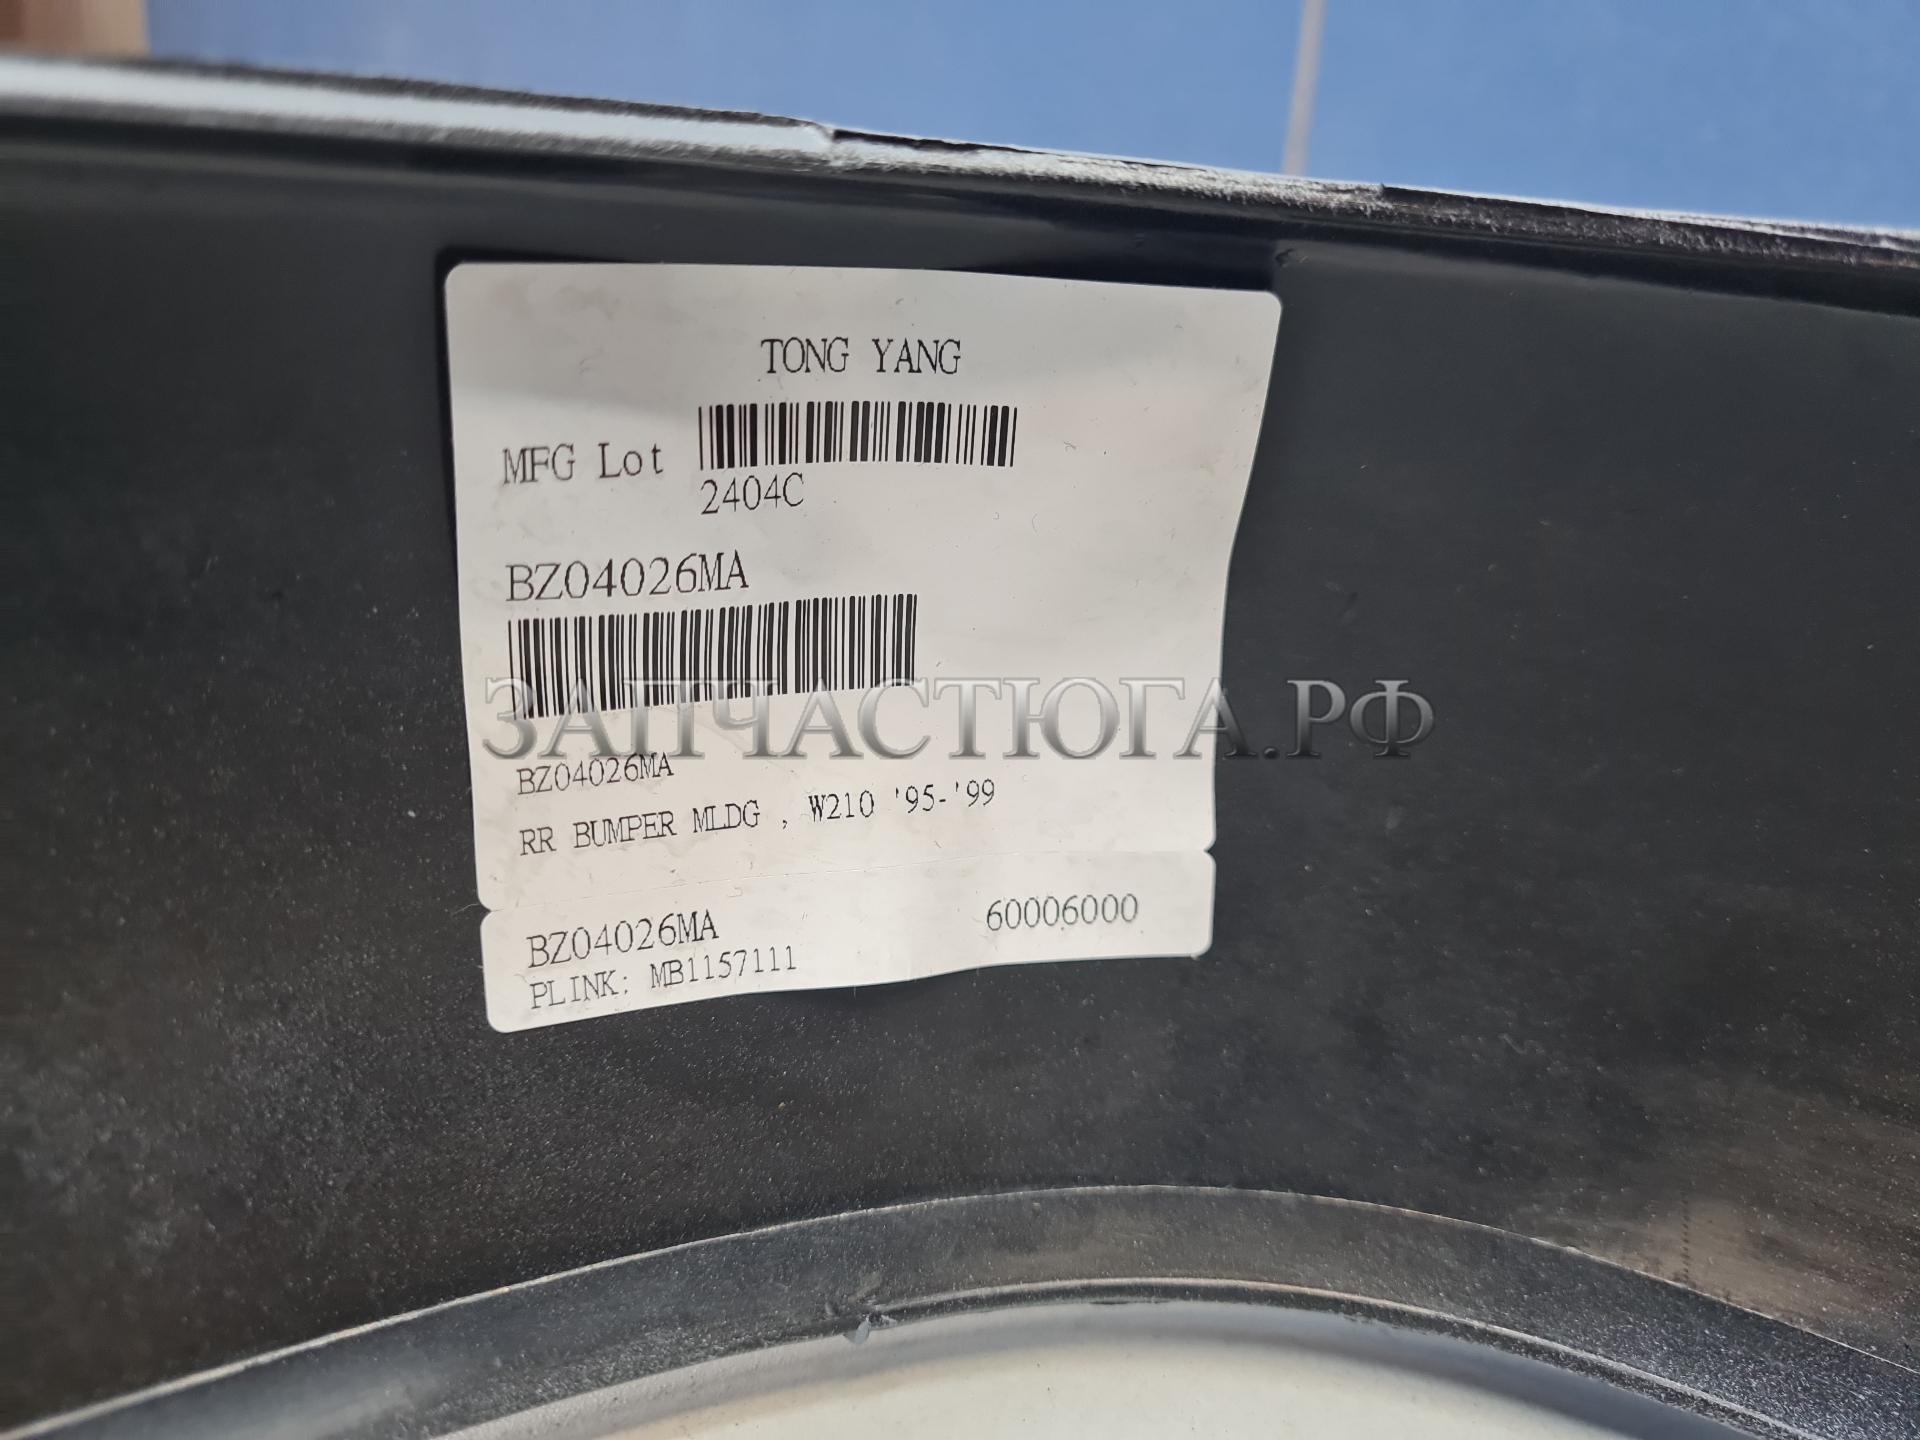 TONG YANG
MFG Lot
2404C
BZ04026MA
ЗАПЧАСТЮГА.РФ
BZ04026MA
RR BUMPER MLDG , W210 '95-'99
BZ04026MA 60006000
PLINK: MB1157111